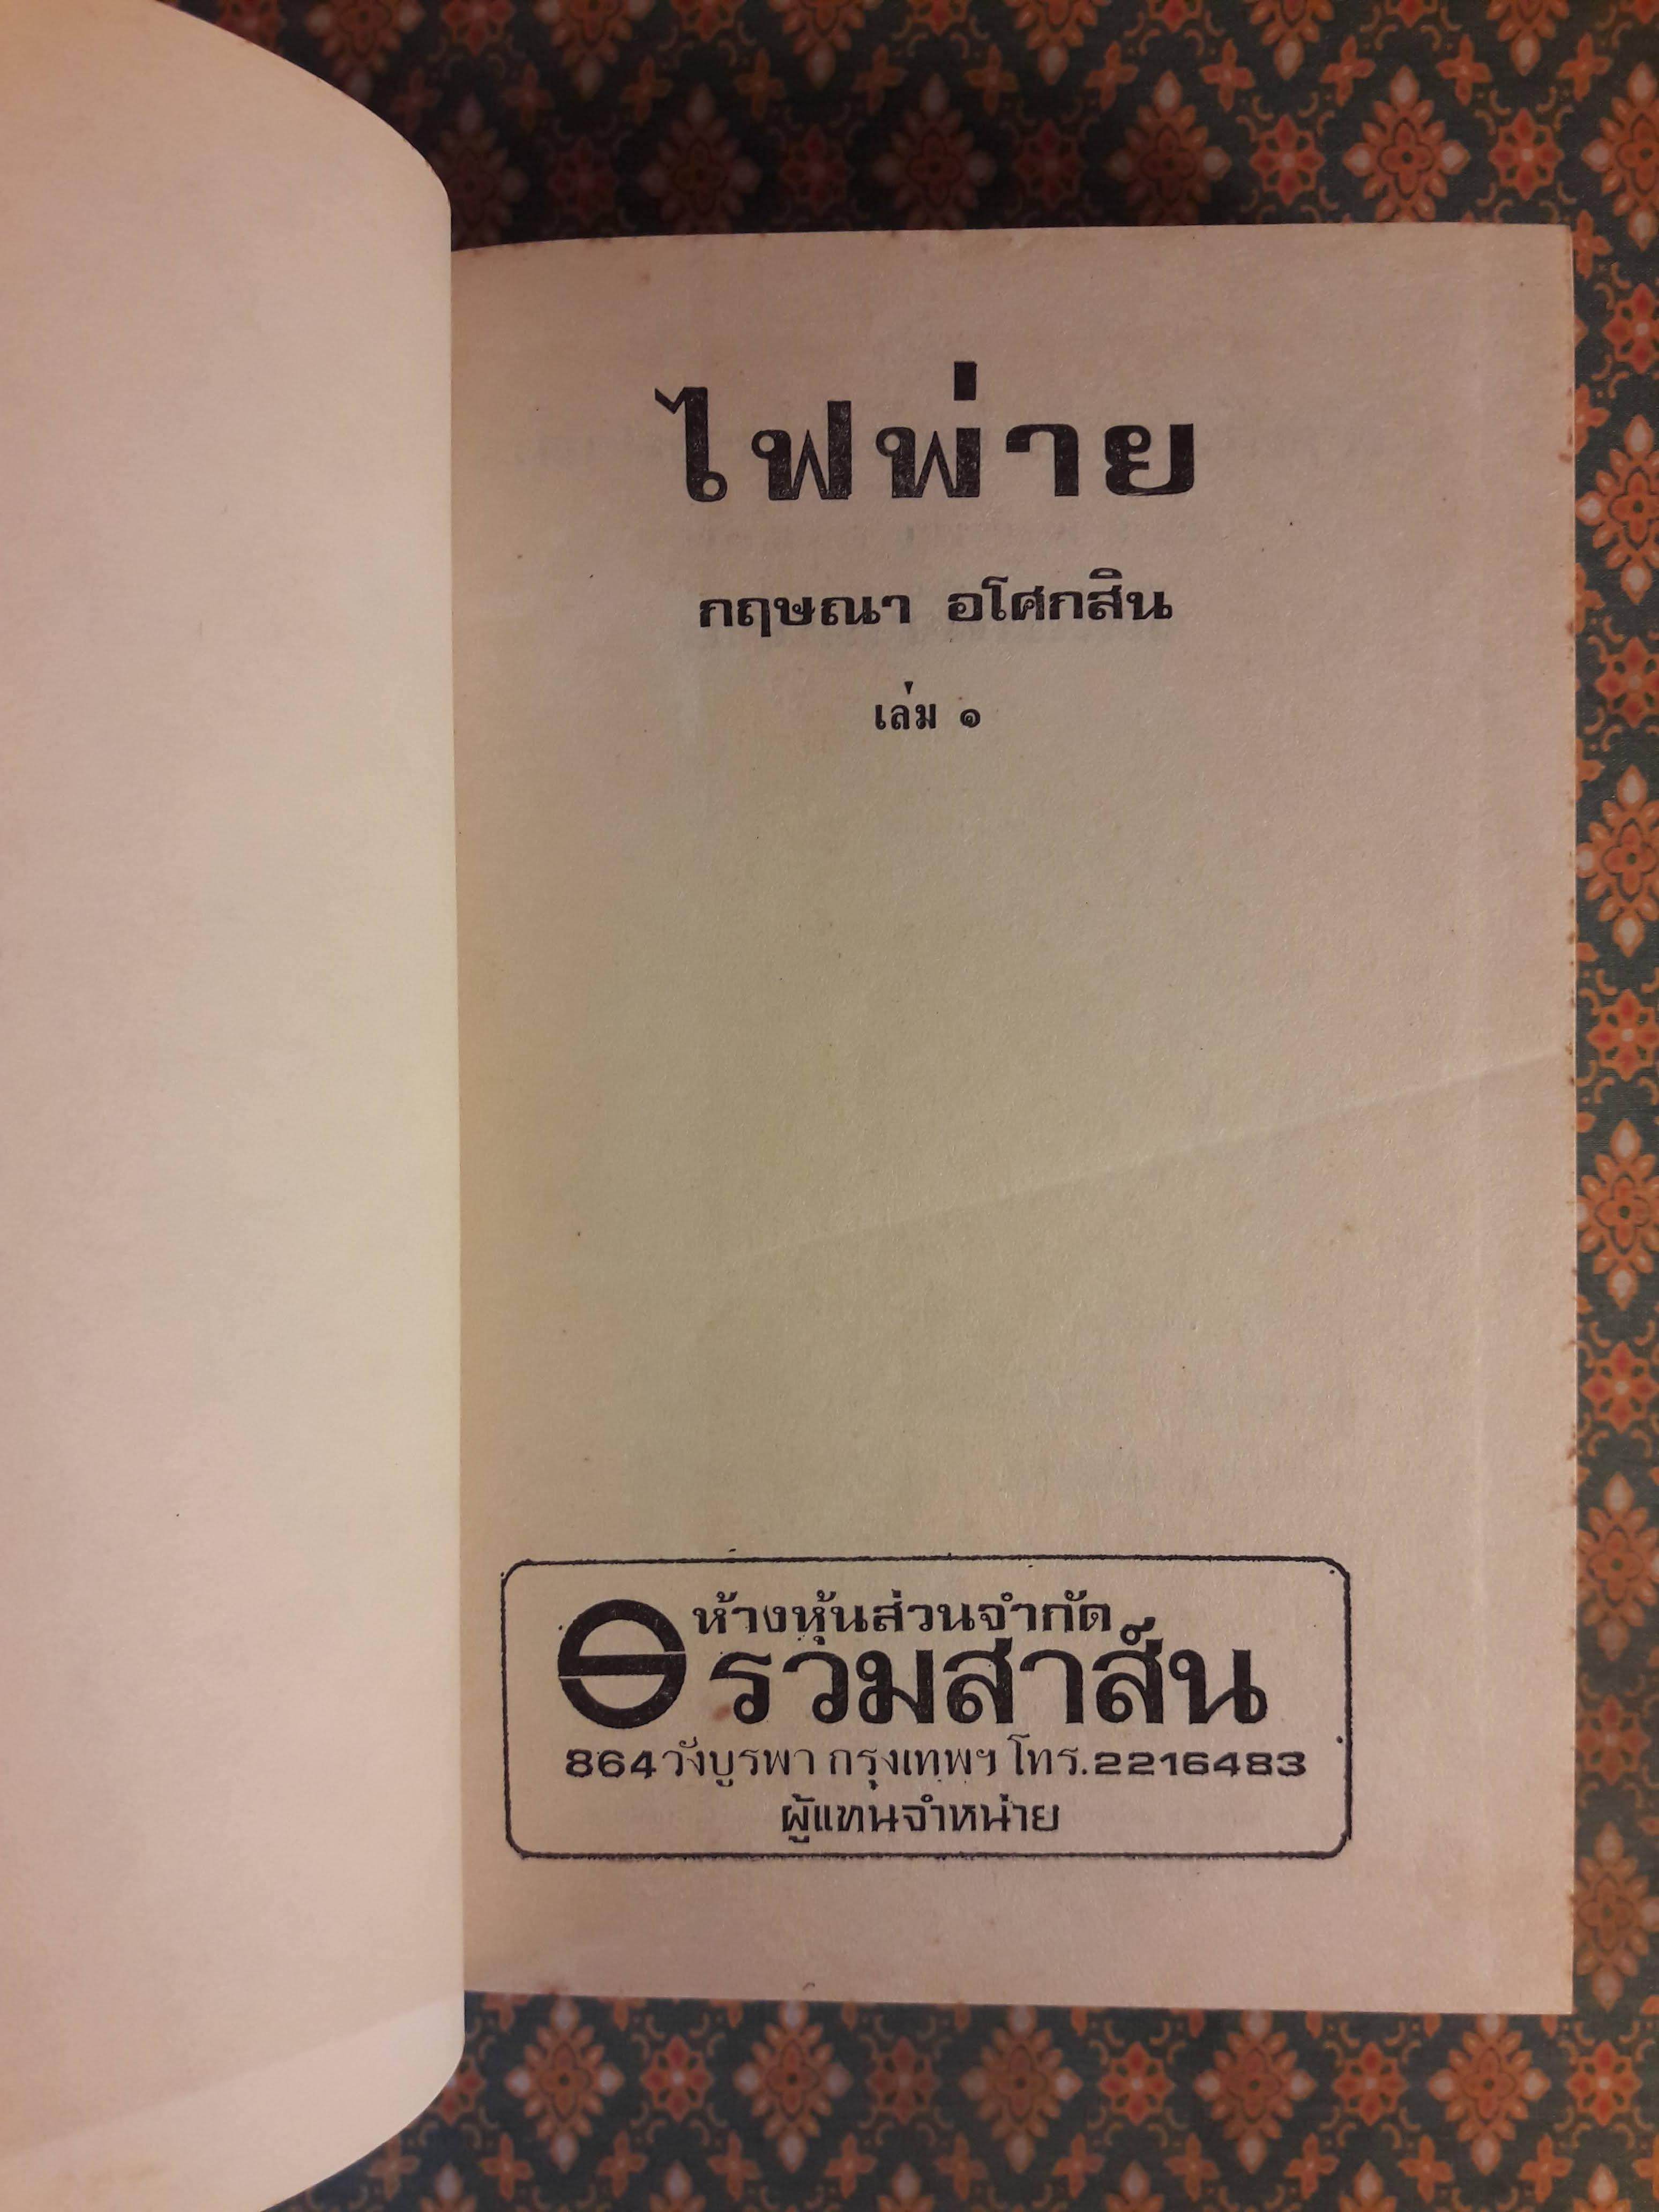 ไฟพ่าย
กฤษณา อโศกสิน
เล่ม ๑
ห้างหุ้นส่วนจำกัด
รวมสาส์น
864 วังบูรพา กรุงเทพฯ โทร.2216483
ผู้แทนจำหน่าย